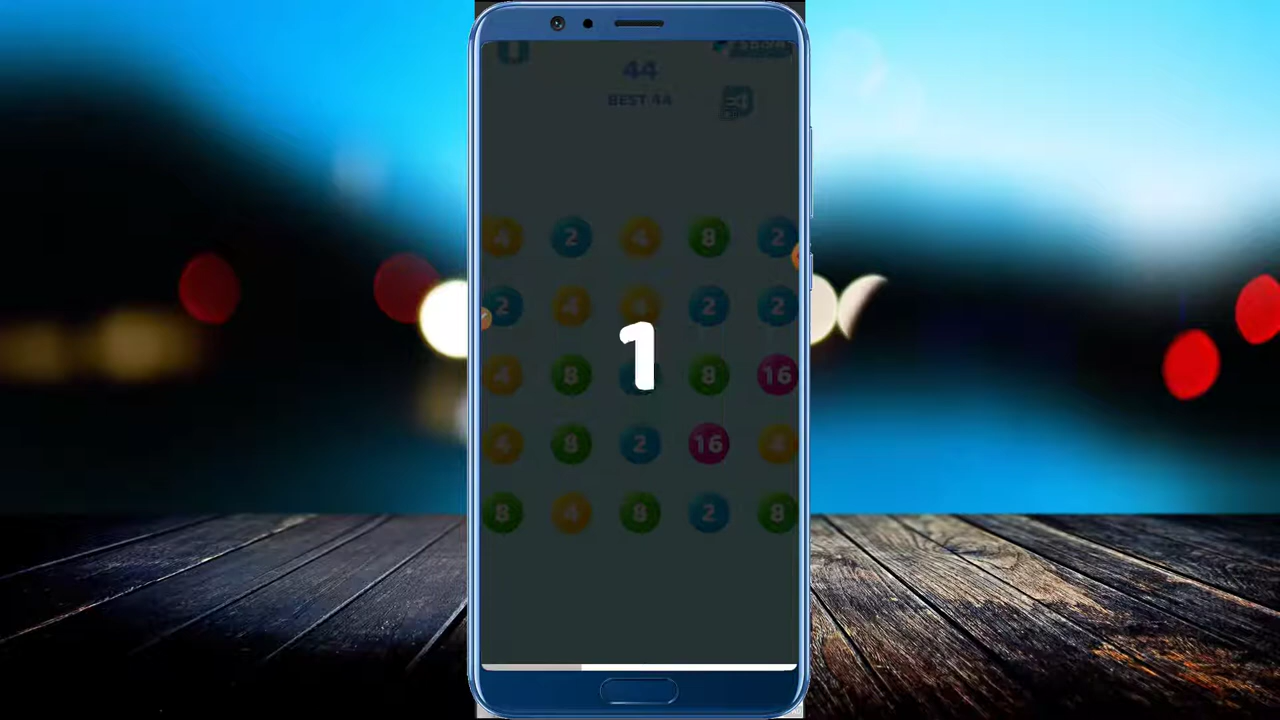 44
BEST 44
4 2 4 8 2
2 4 4 2 2
1
4 8 8 16
4 8 2 16 4
8 4 8 2 8